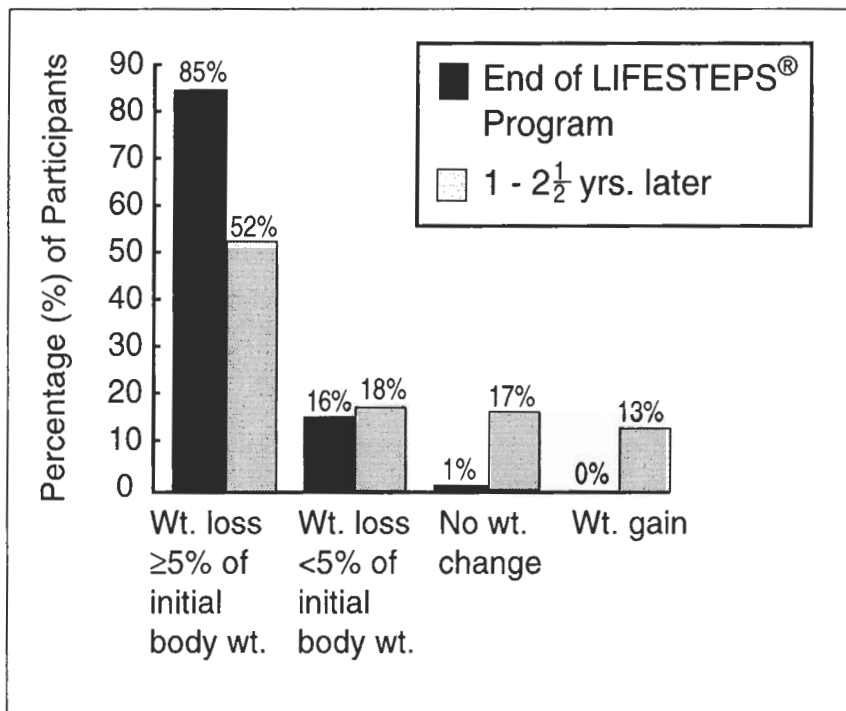 Percentage (%) of Participants
90
80
70
60
50
40
30
20
10
0
85%
52%
16%
18%
1%
17%
0%
13%
End of LIFESTEPS®
Program
1 - 2½ yrs. later
Wt. loss
≥5% of
initial
body wt.
Wt. loss
<5% of
initial
body wt.
No wt.
change
Wt. gain